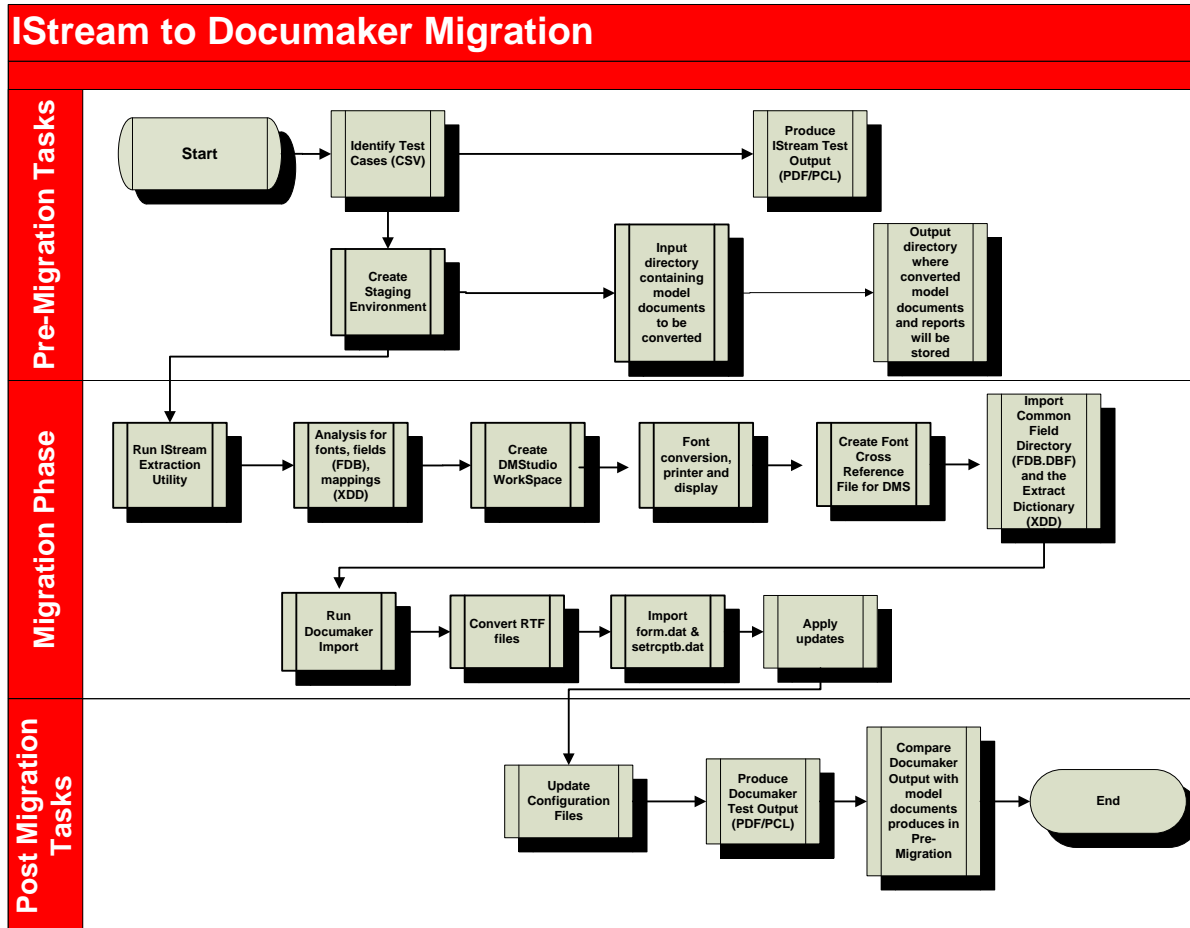 IStream to Documaker Migration
Pre-Migration Tasks
Start
Identify Test
Cases (CSV)
Produce
IStream Test
Output
(PDF/PCL)
Create
Staging
Environment
Input
directory
containing
model
documents
to be
converted
Output
directory
where
converted
model
documents
and reports
will be
stored
Migration Phase
Run IStream
Extraction
Utility
Analysis for
fonts, fields
(FDB),
mappings
(XDD)
Create
DMStudio
WorkSpace
Font
conversion,
printer and
display
Create Font
Cross
Reference
File for DMS
Import
Common
Field
Directory
(FDB.DBF)
and the
Extract
Dictionary
(XDD)
Run
Documaker
Import
Convert RTF
files
Import
form.dat &
setrcptb.dat
Apply
updates
Post Migration
Tasks
Update
Configuration
Files
Produce
Documaker
Test Output
(PDF/PCL)
Compare
Documaker
Output with
model
documents
produces in
Pre-
Migration
End